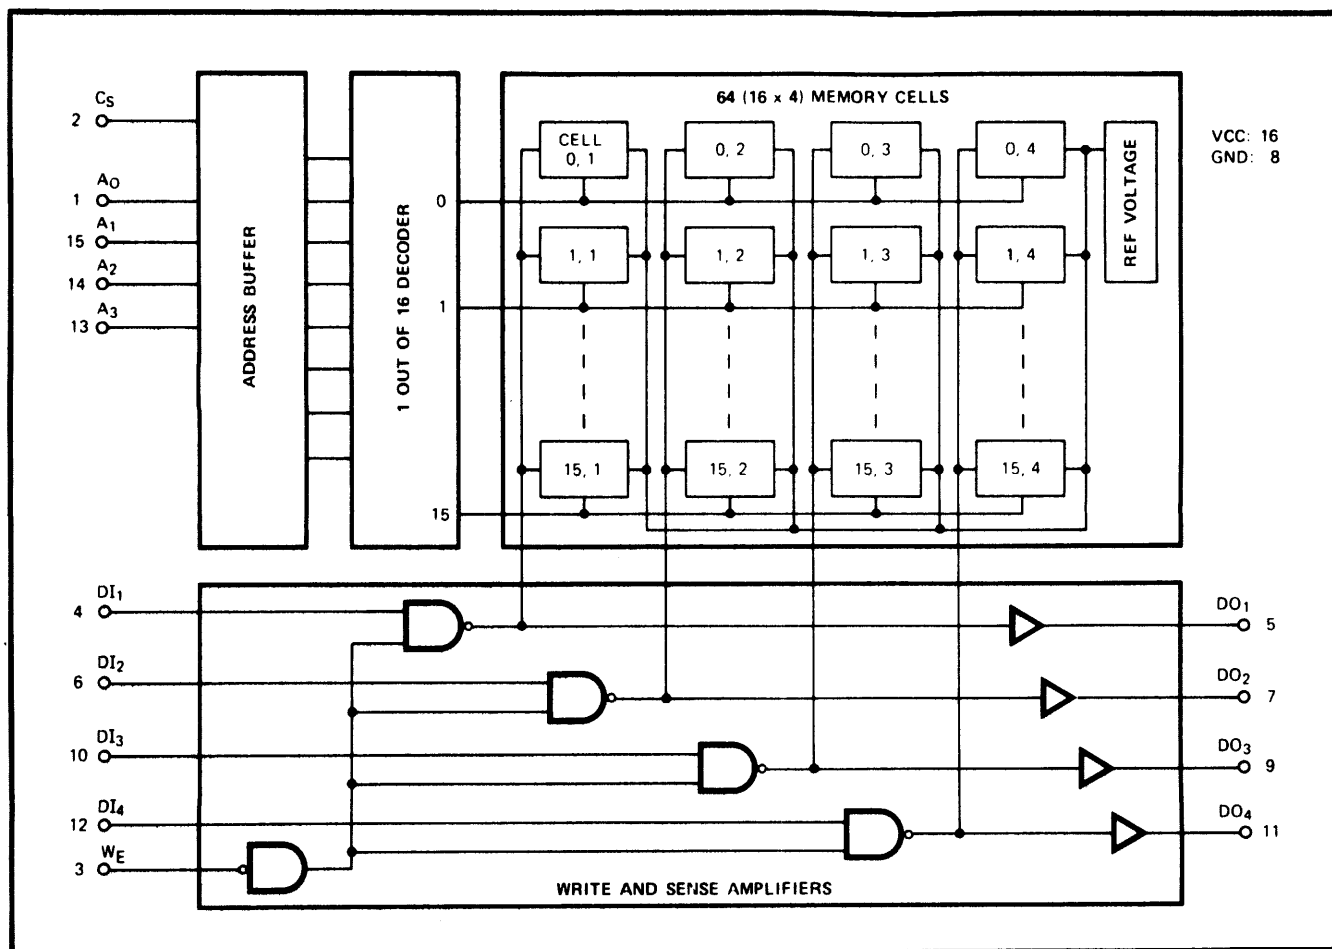 64 (16 x 4) MEMORY CELLS
VCC: 16
GND: 8
CS
2
A0
1
A1
15
A2
14
A3
13
ADDRESS BUFFER
1 OUT OF 16 DECODER
0
1
15
CELL
0, 1
0, 2
0, 3
0, 4
REF VOLTAGE
1, 1
1, 2
1, 3
1, 4
15, 1
15, 2
15, 3
15, 4
DI1
4
DI2
6
DI3
10
DI4
12
WE
3
DO1
5
DO2
7
DO3
9
DO4
11
WRITE AND SENSE AMPLIFIERS